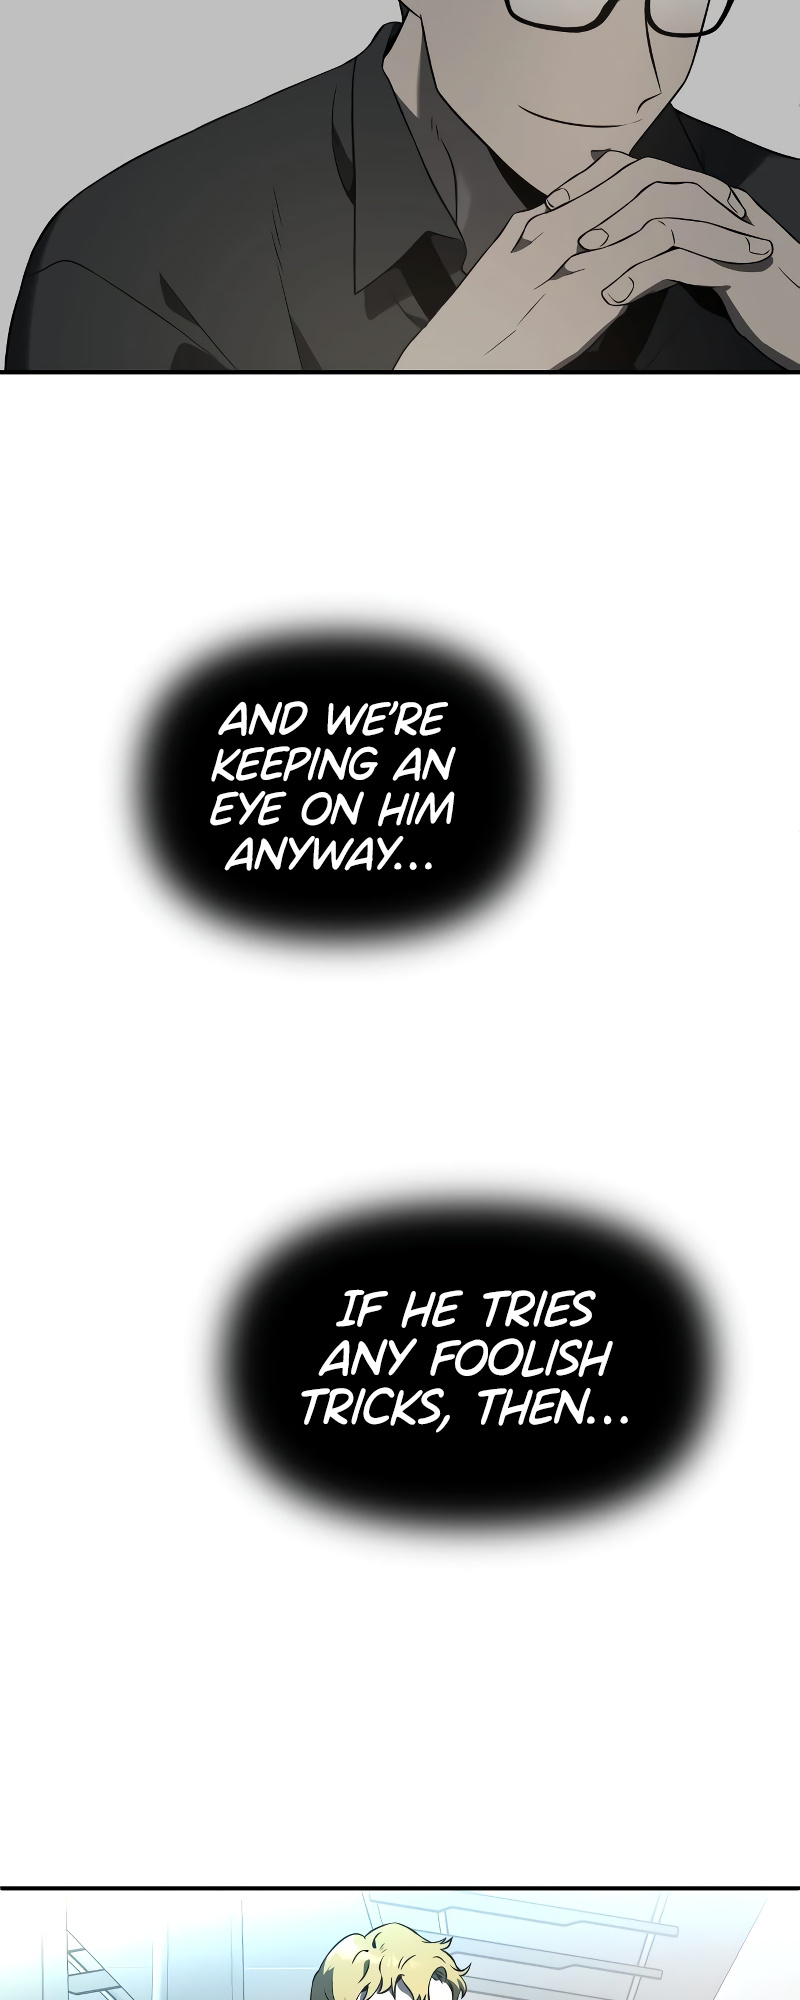 AND WE'RE
KEEPING AN
EYE ON HIM
ANYWAY...
IF HE TRIES
ANY FOOLISH
TRICKS, THEN...